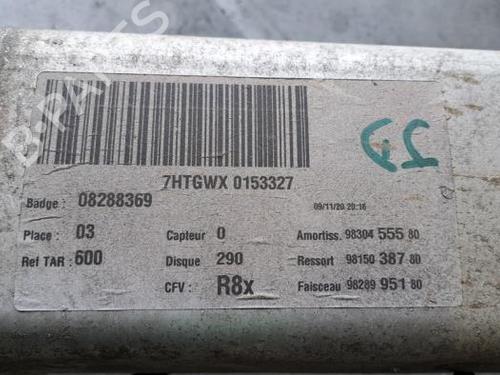 B-PARTS
7HTGWX 0153327
Badge : 08288369
09/11/20 20:16
Place : 03 Capteur : 0 Amortiss. 98304 555 80
Ref TAR : 600 Disque : 290 Ressort 98150 387 80
CFV : R8x Faisceau 98289 951 80